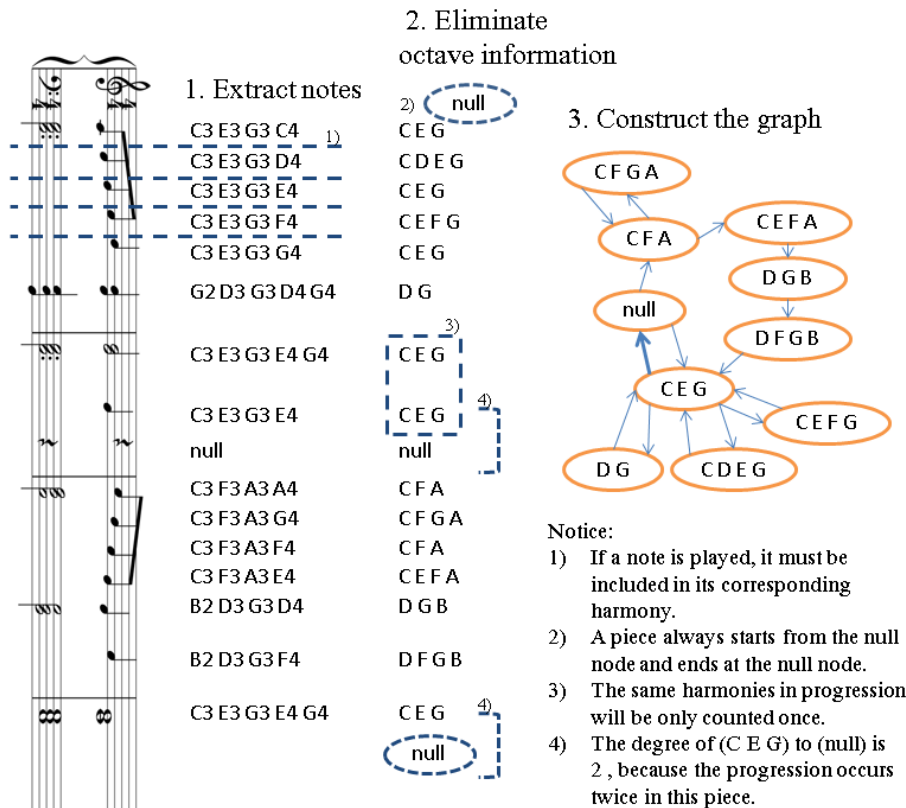 2. Eliminate
octave information
1. Extract notes
2) null
3. Construct the graph
C3 E3 G3 C4 1)
C E G
C3 E3 G3 D4
C D E G
C3 E3 G3 E4
C E G
C3 E3 G3 F4
C E F G
C3 E3 G3 G4
C E G
G2 D3 G3 D4 G4
D G
3)
C3 E3 G3 E4 G4
C E G
C3 E3 G3 E4
C E G 4)
null
null
C3 F3 A3 A4
C F A
C3 F3 A3 G4
C F G A
C3 F3 A3 F4
C F A
C3 F3 A3 E4
C E F A
B2 D3 G3 D4
D G B
B2 D3 G3 F4
D F G B
C3 E3 G3 E4 G4
C E G 4)
null
C F G A
C F A
C E F A
D G B
null
D F G B
C E G
C E F G
D G
C D E G
Notice:
1) If a note is played, it must be
included in its corresponding
harmony.
2) A piece always starts from the null
node and ends at the null node.
3) The same harmonies in progression
will be only counted once.
4) The degree of (C E G) to (null) is
2 , because the progression occurs
twice in this piece.